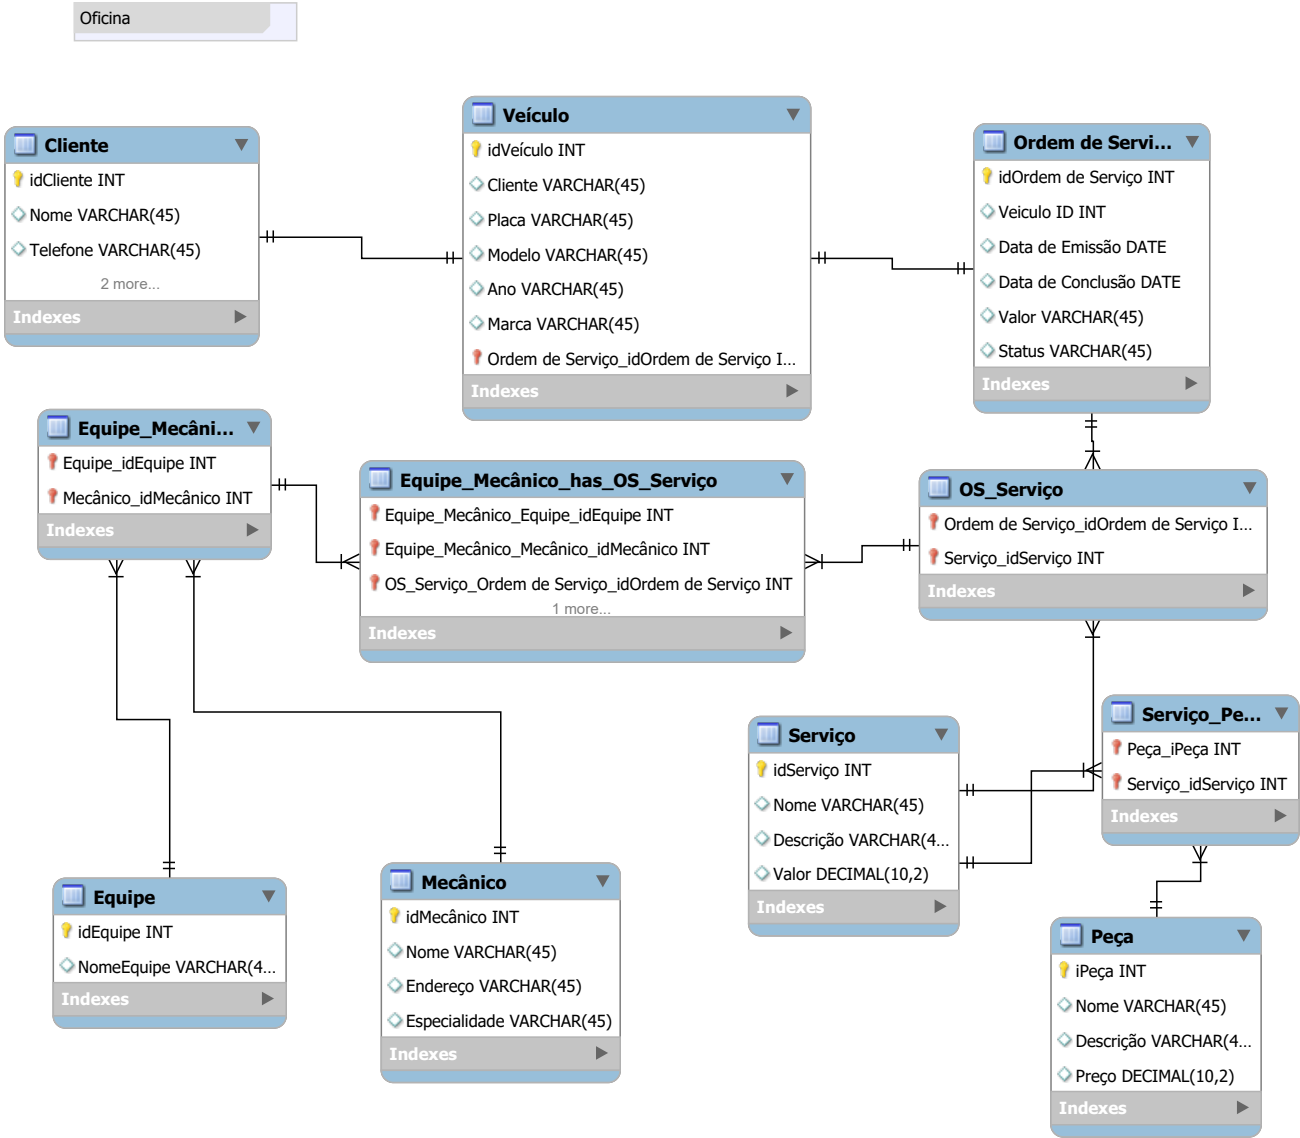 Oficina
Cliente
idCliente INT
Nome VARCHAR(45)
Telefone VARCHAR(45)
2 more...
Indexes
Veículo
idVeículo INT
Cliente VARCHAR(45)
Placa VARCHAR(45)
Modelo VARCHAR(45)
Ano VARCHAR(45)
Marca VARCHAR(45)
Ordem de Serviço_idOrdem de Serviço I...
Indexes
Ordem de Servi...
idOrdem de Serviço INT
Veiculo ID INT
Data de Emissão DATE
Data de Conclusão DATE
Valor VARCHAR(45)
Status VARCHAR(45)
Indexes
Equipe_Mecâni...
Equipe_idEquipe INT
Mecânico_idMecânico INT
Indexes
Equipe_Mecânico_has_OS_Serviço
Equipe_Mecânico_Equipe_idEquipe INT
Equipe_Mecânico_Mecânico_idMecânico INT
OS_Serviço_Ordem de Serviço_idOrdem de Serviço INT
1 more...
Indexes
OS_Serviço
Ordem de Serviço_idOrdem de Serviço I...
Serviço_idServiço INT
Indexes
Serviço
idServiço INT
Nome VARCHAR(45)
Descrição VARCHAR(4...
Valor DECIMAL(10,2)
Indexes
Serviço_Pe...
Peça_iPeça INT
Serviço_idServiço INT
Indexes
Equipe
idEquipe INT
NomeEquipe VARCHAR(4...
Indexes
Mecânico
idMecânico INT
Nome VARCHAR(45)
Endereço VARCHAR(45)
Especialidade VARCHAR(45)
Indexes
Peça
iPeça INT
Nome VARCHAR(45)
Descrição VARCHAR(4...
Preço DECIMAL(10,2)
Indexes